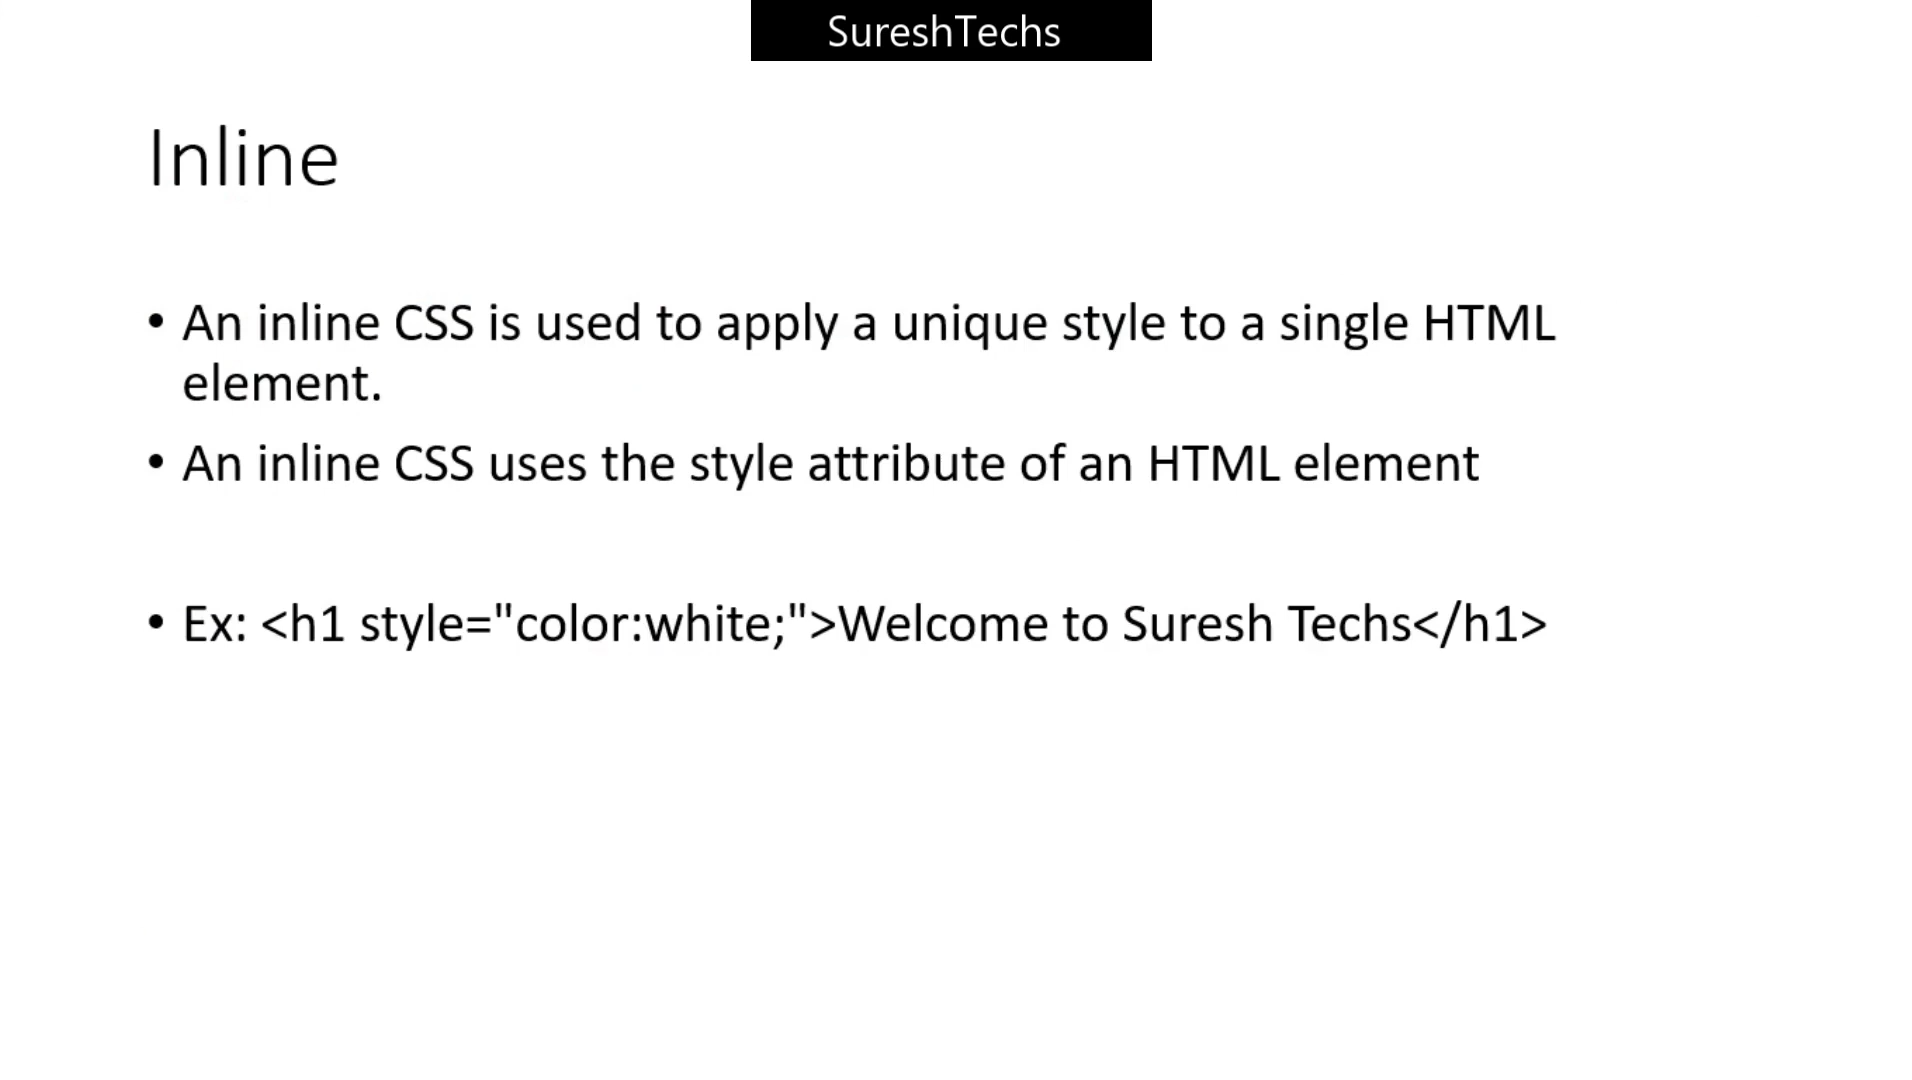 SureshTechs
Inline
• An inline CSS is used to apply a unique style to a single HTML
element.
• An inline CSS uses the style attribute of an HTML element
• Ex: <h1 style="color:white;">Welcome to Suresh Techs</h1>